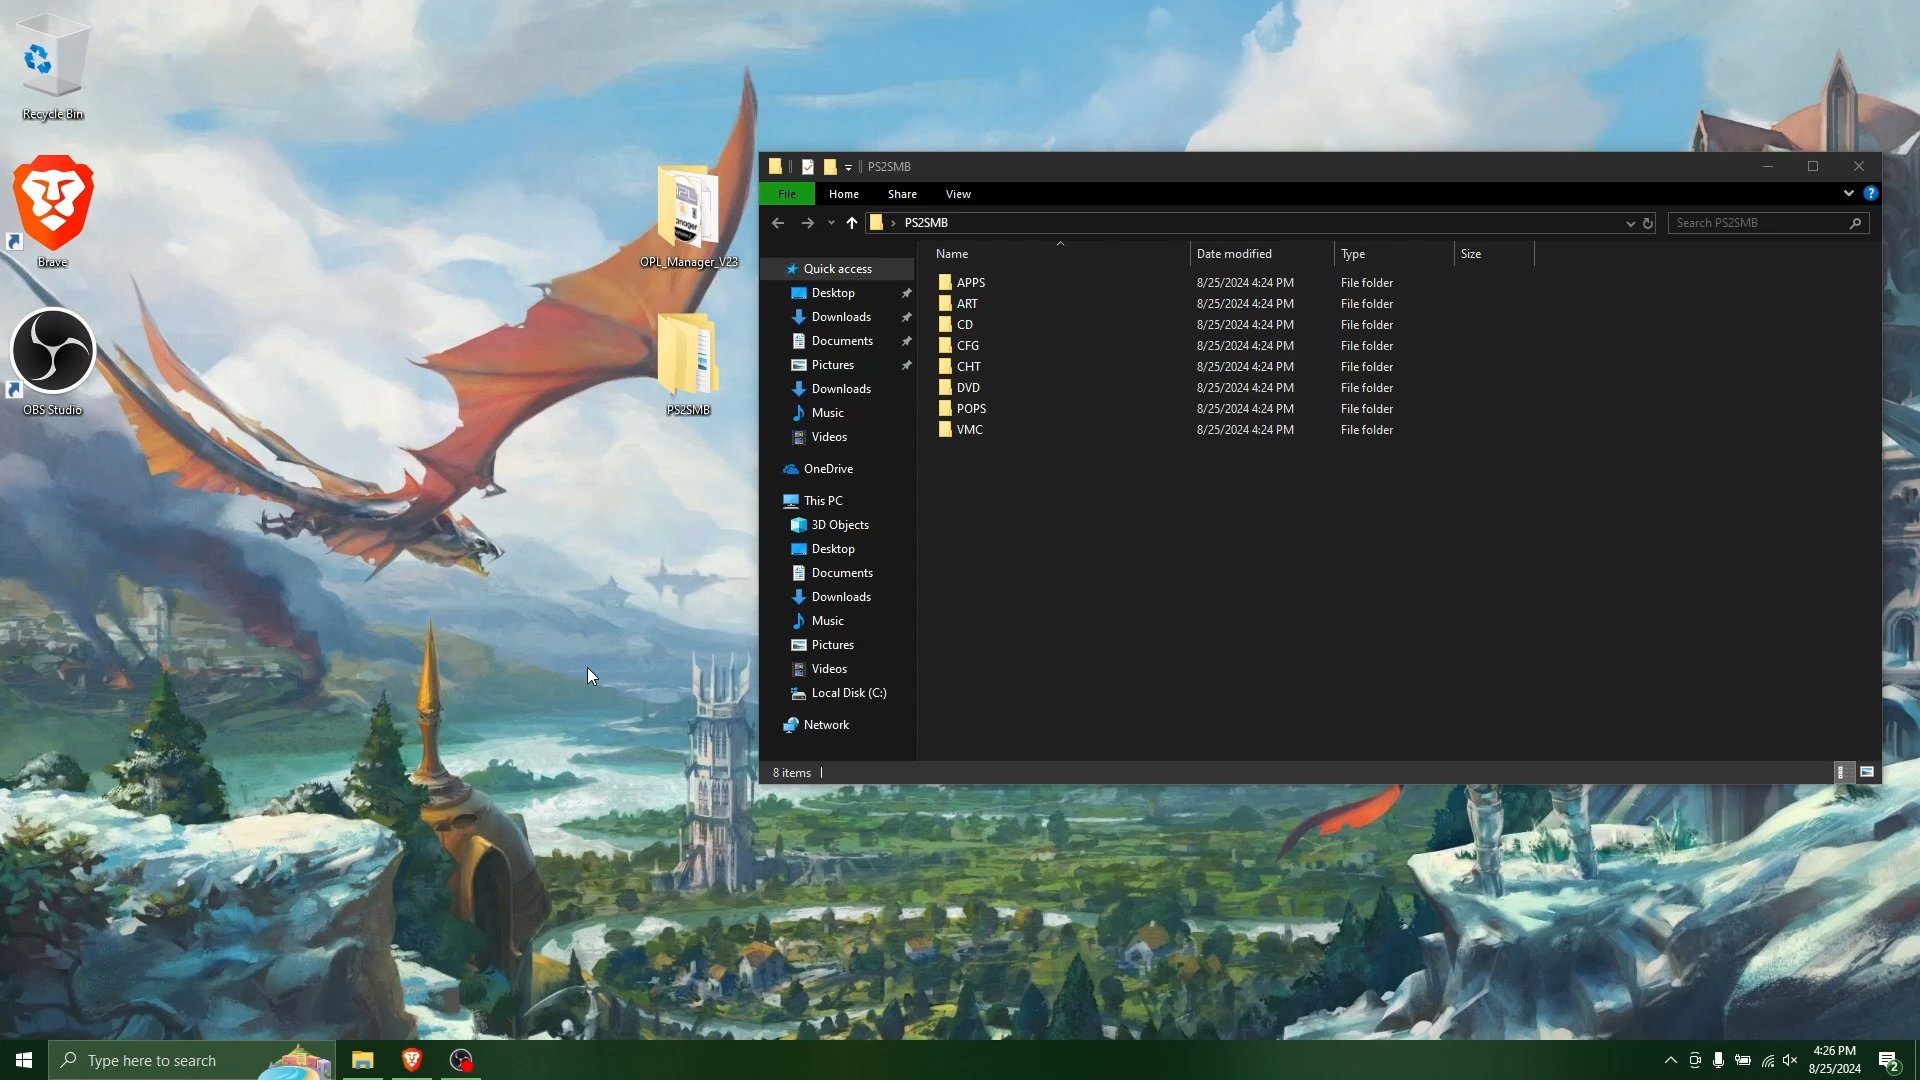 Recycle Bin
Brave
OBS Studio
OPL_Manager_V23
PS2SMB
PS2SMB
File Home Share View
PS2SMB
Search PS2SMB
Name Date modified Type Size
Quick access
Desktop
Downloads
Documents
Pictures
Downloads
Music
Videos
OneDrive
This PC
3D Objects
Desktop
Documents
Downloads
Music
Pictures
Videos
Local Disk (C:)
Network
APPS 8/25/2024 4:24 PM File folder
ART 8/25/2024 4:24 PM File folder
CD 8/25/2024 4:24 PM File folder
CFG 8/25/2024 4:24 PM File folder
CHT 8/25/2024 4:24 PM File folder
DVD 8/25/2024 4:24 PM File folder
POPS 8/25/2024 4:24 PM File folder
VMC 8/25/2024 4:24 PM File folder
8 items
Type here to search
4:26 PM
8/25/2024
2